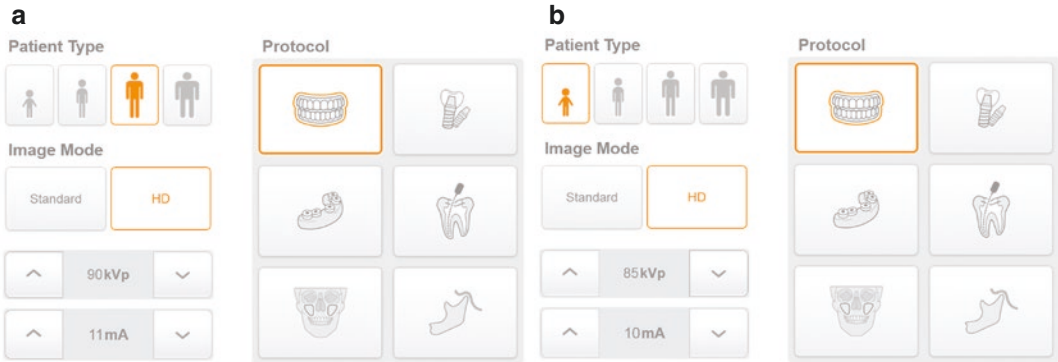 a
Patient Type
Protocol
Image Mode
Standard
HD
90kVp
11mA
b
Patient Type
Protocol
Image Mode
Standard
HD
85kVp
10mA